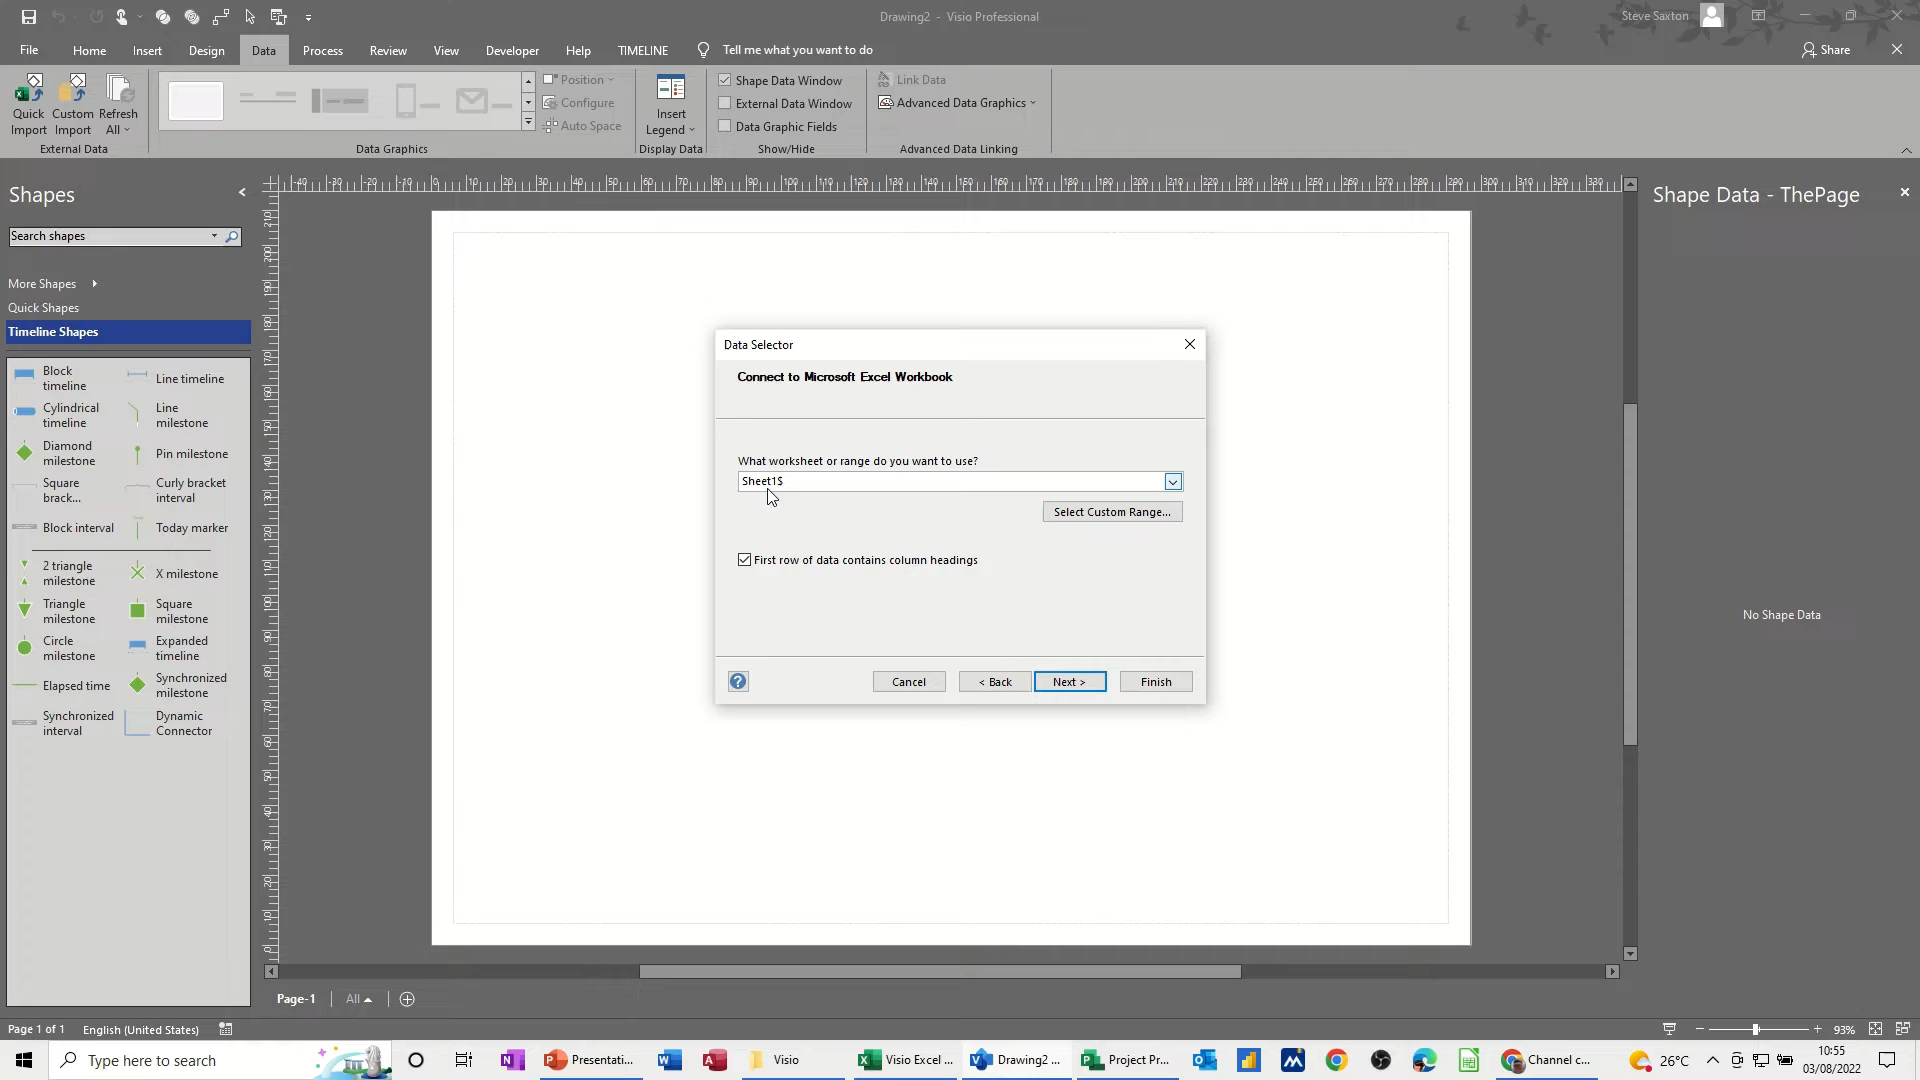 Drawing2 - Visio Professional
Steve Saxton
File
Home
Insert
Design
Data
Process
Review
View
Developer
Help
TIMELINE
Tell me what you want to do
Share
Quick Import
Custom Import
Refresh All
External Data
Position
Configure
Auto Space
Data Graphics
Insert Legend
Display Data
Shape Data Window
External Data Window
Data Graphic Fields
Show/Hide
Link Data
Advanced Data Graphics
Advanced Data Linking
Shapes
Search shapes
More Shapes
Quick Shapes
Timeline Shapes
Block timeline
Line timeline
Cylindrical timeline
Line milestone
Diamond milestone
Pin milestone
Square brack...
Curly bracket interval
Block interval
Today marker
2 triangle milestone
X milestone
Triangle milestone
Square milestone
Circle milestone
Expanded timeline
Elapsed time
Synchronized milestone
Synchronized interval
Dynamic Connector
Data Selector
Connect to Microsoft Excel Workbook
What worksheet or range do you want to use?
Sheet1$
Select Custom Range...
First row of data contains column headings
Cancel
< Back
Next >
Finish
Shape Data - ThePage
No Shape Data
Page-1
All
Page 1 of 1
English (United States)
93%
Type here to search
Presentati...
Visio
Visio Excel ...
Drawing2 ...
Project Pr...
Channel c...
26°C
10:55
03/08/2022